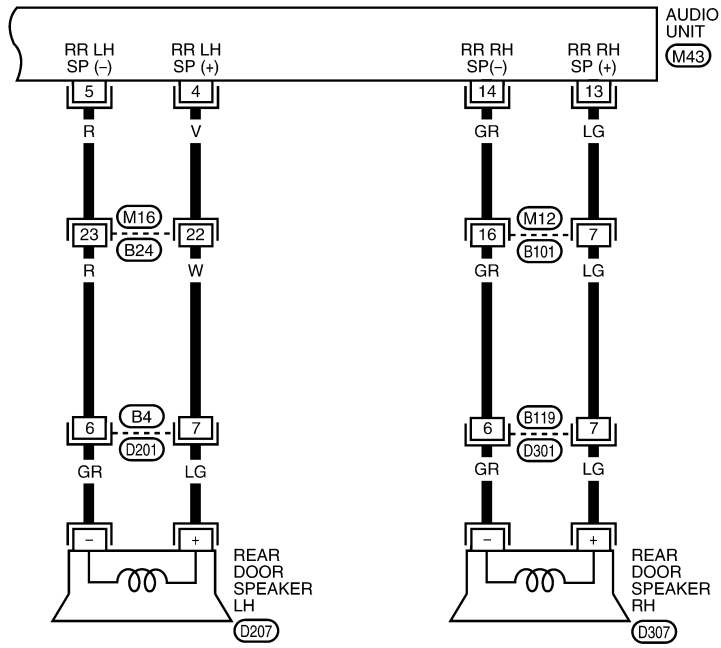 AUDIO
UNIT
M43
RR LH
SP (–)
RR LH
SP (+)
RR RH
SP(–)
RR RH
SP (+)
5
4
14
13
R
V
GR
LG
M16
M12
23
22
16
7
B24
B101
R
W
GR
LG
B4
B119
6
7
6
7
D201
D301
GR
LG
GR
LG
–
+
–
+
REAR
DOOR
SPEAKER
LH
D207
REAR
DOOR
SPEAKER
RH
D307